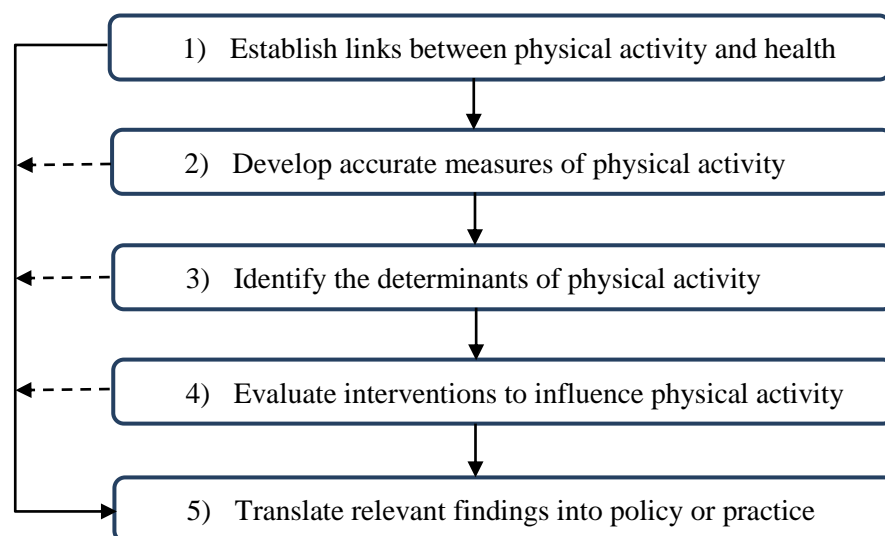 1) Establish links between physical activity and health
2) Develop accurate measures of physical activity
3) Identify the determinants of physical activity
4) Evaluate interventions to influence physical activity
5) Translate relevant findings into policy or practice